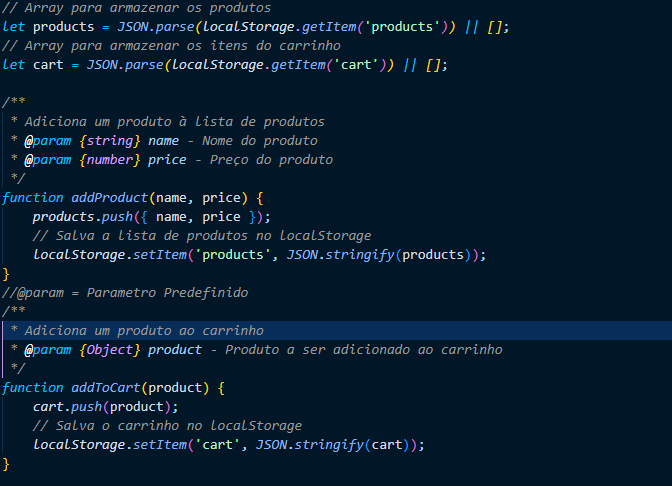 // Array para armazenar os produtos
let products = JSON.parse(localStorage.getItem('products')) || [];
// Array para armazenar os itens do carrinho
let cart = JSON.parse(localStorage.getItem('cart')) || [];
/**
 * Adiciona um produto à lista de produtos
 * @param {string} name - Nome do produto
 * @param {number} price - Preço do produto
 */
function addProduct(name, price) {
    products.push({ name, price });
    // Salva a lista de produtos no localStorage
    localStorage.setItem('products', JSON.stringify(products));
}
//@param = Parametro Predefinido
/**
 * Adiciona um produto ao carrinho
 * @param {Object} product - Produto a ser adicionado ao carrinho
 */
function addToCart(product) {
    cart.push(product);
    // Salva o carrinho no localStorage
    localStorage.setItem('cart', JSON.stringify(cart));
}